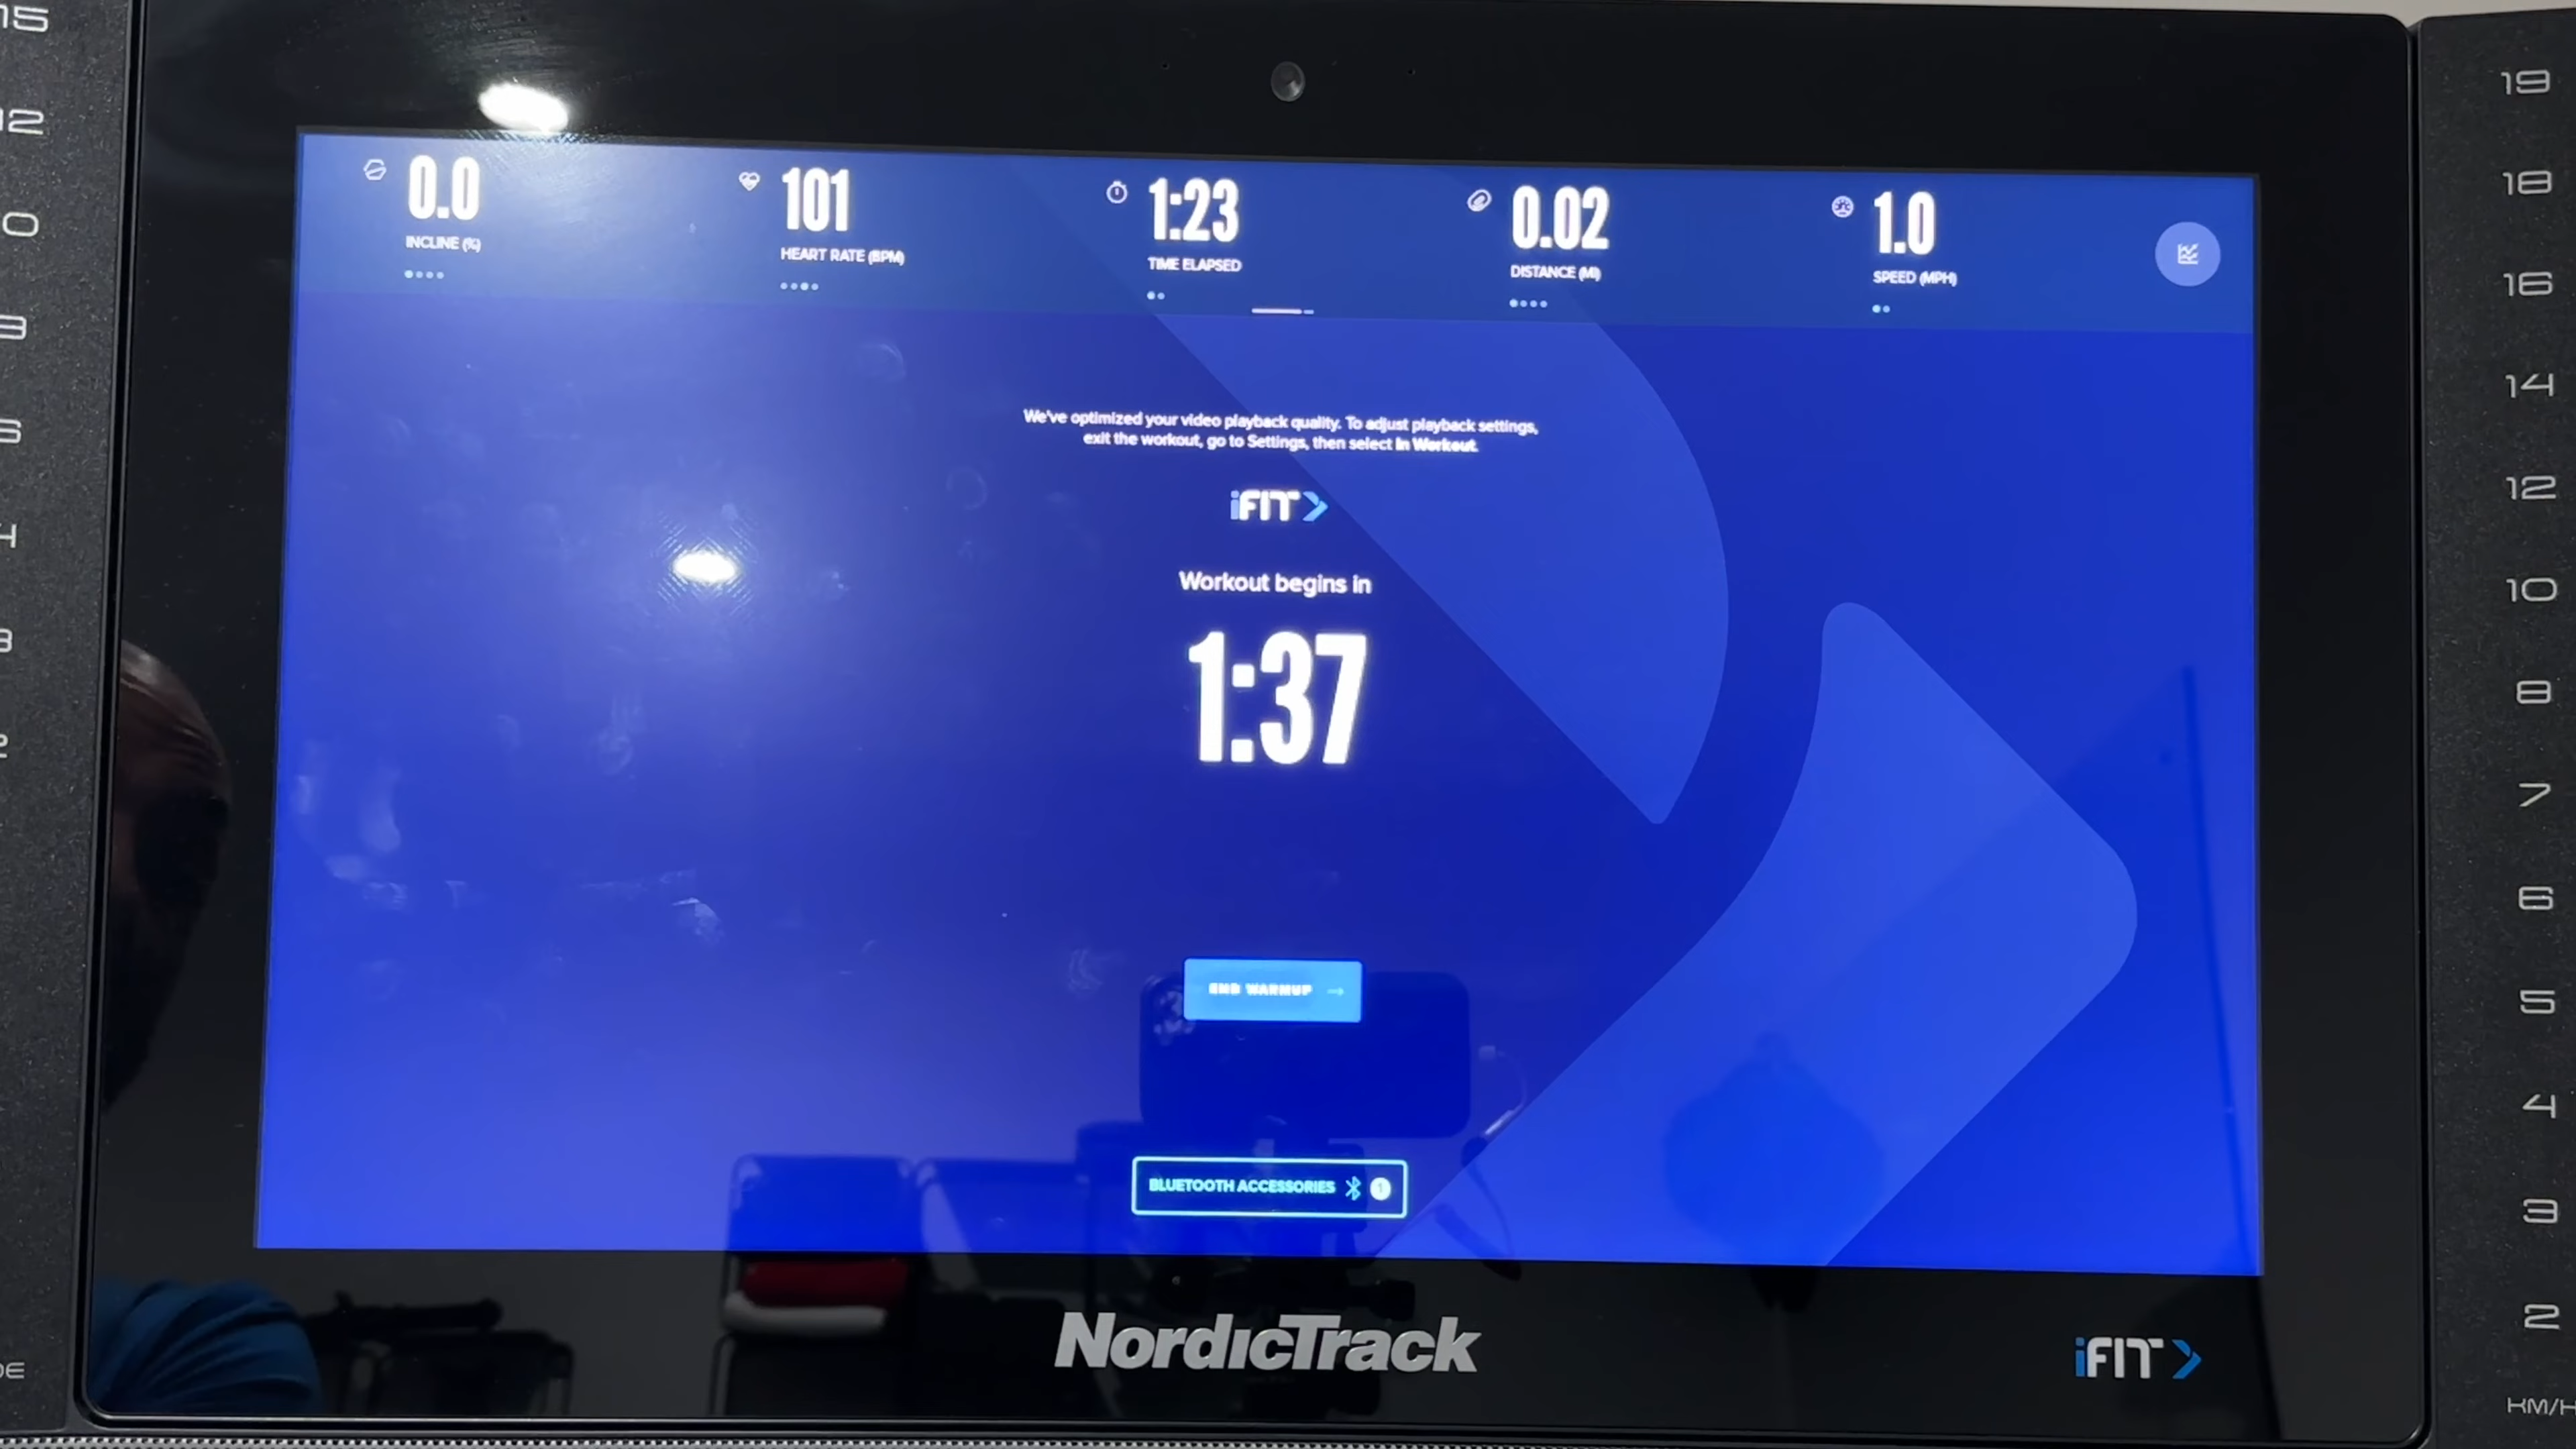 0.0
INCLINE (%)
101
HEART RATE (BPM)
1:23
TIME ELAPSED
0.02
DISTANCE (MI)
1.0
SPEED (MPH)
We've optimized your video playback quality. To adjust playback settings,
exit the workout, go to Settings, then select In Workout.
iFIT
Workout begins in
1:37
END WARMUP
BLUETOOTH ACCESSORIES 1
NordicTrack
iFIT
15
12
19
18
16
14
12
10
8
7
6
5
4
3
2
KM/H